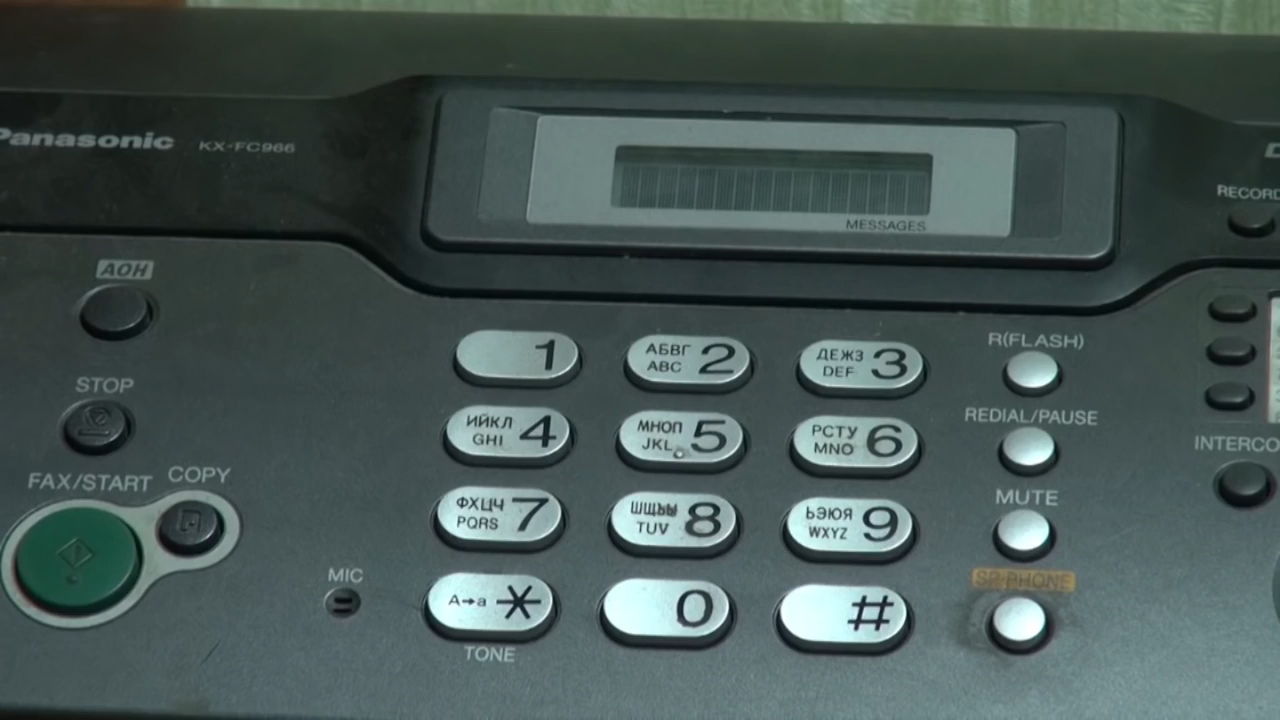 Panasonic KX-FC966
MESSAGES
RECORD
АОН
STOP
FAX/START
COPY
MIC
1
АБВГ
ABC 2
ДЕЖЗ
DEF 3
R(FLASH)
ИЙКЛ
GHI 4
МНОП
JKL 5
РСТУ
MNO 6
REDIAL/PAUSE
INTERCO
ФХЦЧ
PQRS 7
ШЩЪЫ
TUV 8
ЬЭЮЯ
WXYZ 9
MUTE
A→a *
TONE
0
#
SP-PHONE